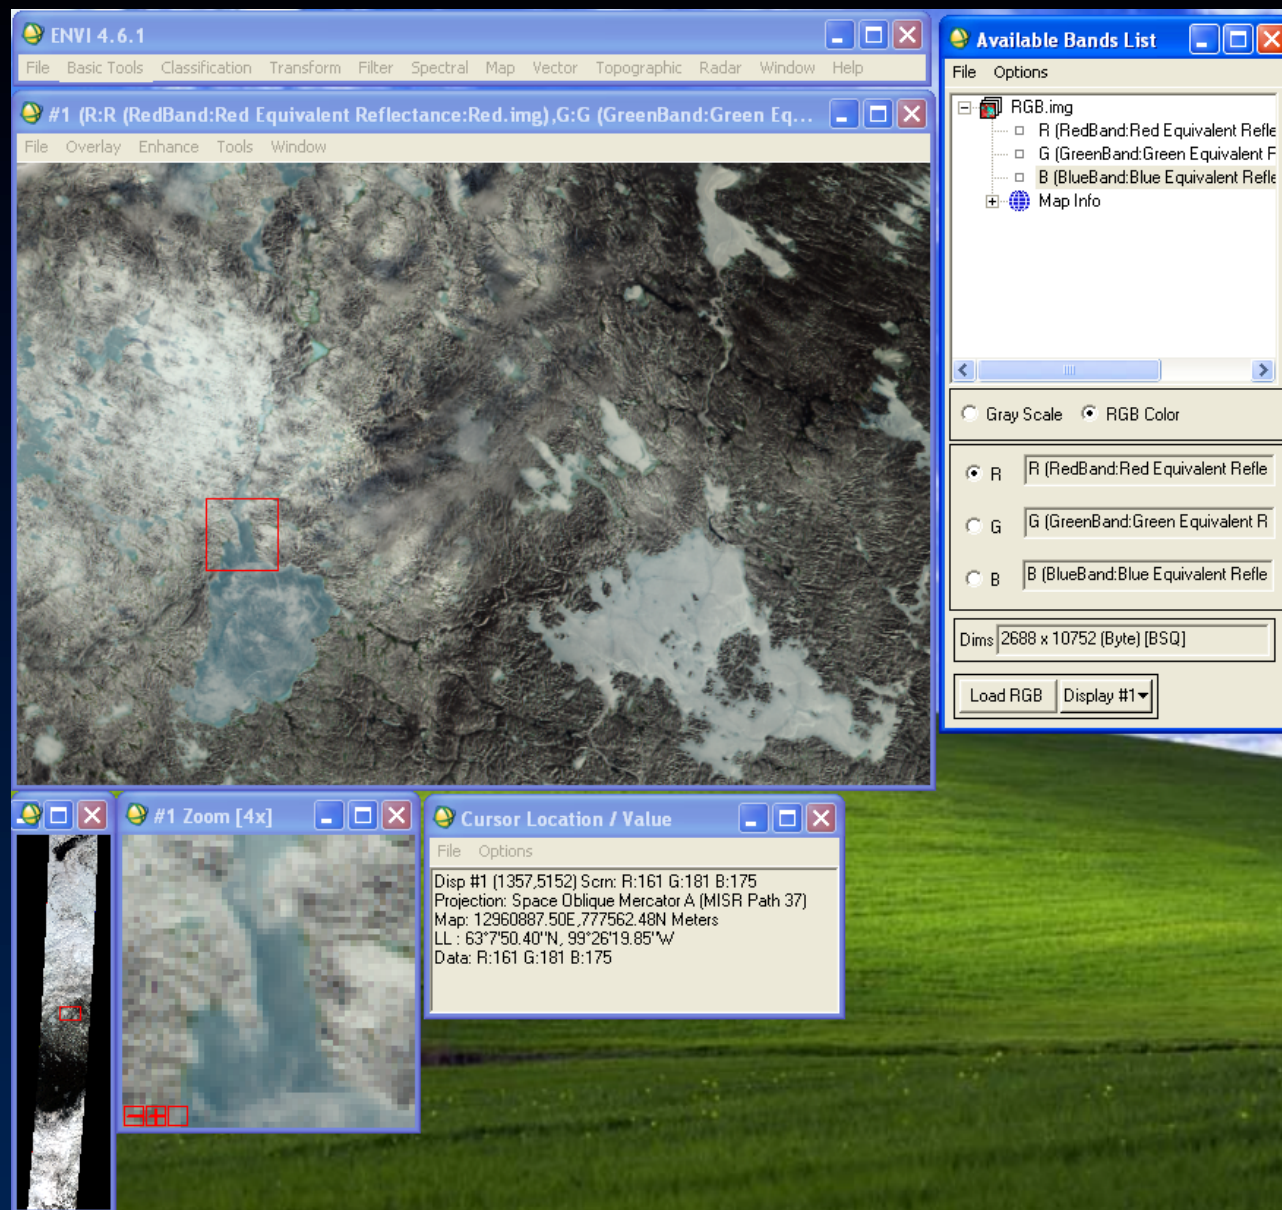 ENVI 4.6.1
File Basic Tools Classification Transform Filter Spectral Map Vector Topographic Radar Window Help
#1 (R:R (RedBand:Red Equivalent Reflectance:Red.img),G:G (GreenBand:Green Eq...
File Overlay Enhance Tools Window
Available Bands List
File Options
RGB.img
R (RedBand:Red Equivalent Refle
G (GreenBand:Green Equivalent F
B (BlueBand:Blue Equivalent Refle
Map Info
Gray Scale RGB Color
R R (RedBand:Red Equivalent Refle
G G (GreenBand:Green Equivalent R
B B (BlueBand:Blue Equivalent Refle
Dims 2688 x 10752 (Byte) [BSQ]
Load RGB Display #1
#1 Zoom [4x]
Cursor Location / Value
File Options
Disp #1 (1357,5152) Scrn: R:161 G:181 B:175
Projection: Space Oblique Mercator A (MISR Path 37)
Map: 12960887.50E,777562.48N Meters
LL : 63°7'50.40"N, 99°26'19.85"W
Data: R:161 G:181 B:175